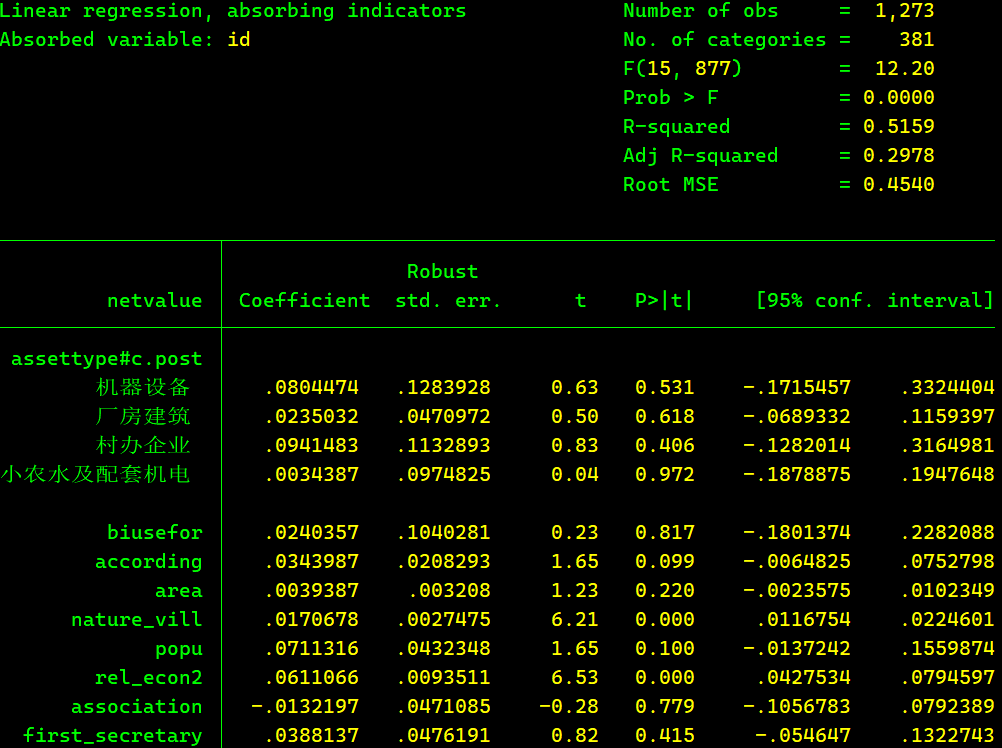 Linear regression, absorbing indicators Number of obs = 1,273
Absorbed variable: id No. of categories = 381
F(15, 877) = 12.20
Prob > F = 0.0000
R-squared = 0.5159
Adj R-squared = 0.2978
Root MSE = 0.4540
Robust
netvalue Coefficient std. err. t P>|t| [95% conf. interval]
assettype#c.post
机器设备 .0804474 .1283928 0.63 0.531 -.1715457 .3324404
厂房建筑 .0235032 .0470972 0.50 0.618 -.0689332 .1159397
村办企业 .0941483 .1132893 0.83 0.406 -.1282014 .3164981
小农水及配套机电 .0034387 .0974825 0.04 0.972 -.1878875 .1947648
biusefor .0240357 .1040281 0.23 0.817 -.1801374 .2282088
according .0343987 .0208293 1.65 0.099 -.0064825 .0752798
area .0039387 .003208 1.23 0.220 -.0023575 .0102349
nature_vill .0170678 .0027475 6.21 0.000 .0116754 .0224601
popu .0711316 .0432348 1.65 0.100 -.0137242 .1559874
rel_econ2 .0611066 .0093511 6.53 0.000 .0427534 .0794597
association -.0132197 .0471085 -0.28 0.779 -.1056783 .0792389
first_secretary .0388137 .0476191 0.82 0.415 -.054647 .1322743